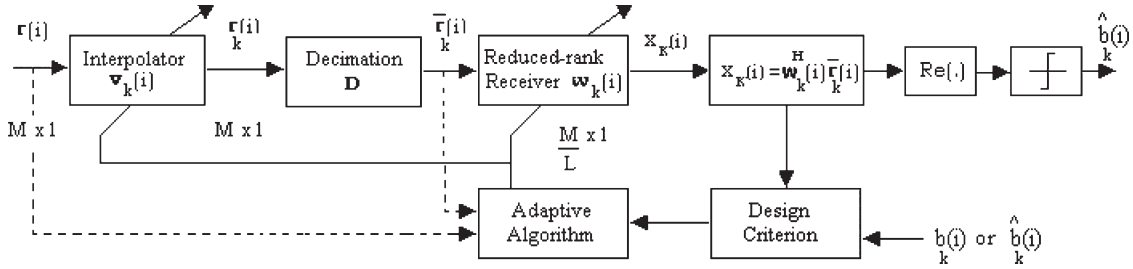 r(i)
Interpolator
v_k(i)
r_k(i)
Decimation
D
r̄_k(i)
Reduced-rank
Receiver w_k(i)
x_k(i)
x_k(i) = w_k^H(i) r̄_k(i)
Re(.)
b̂_k(i)
M x 1
M x 1
M/L x 1
Adaptive
Algorithm
Design
Criterion
b_k(i) or b̂_k(i)